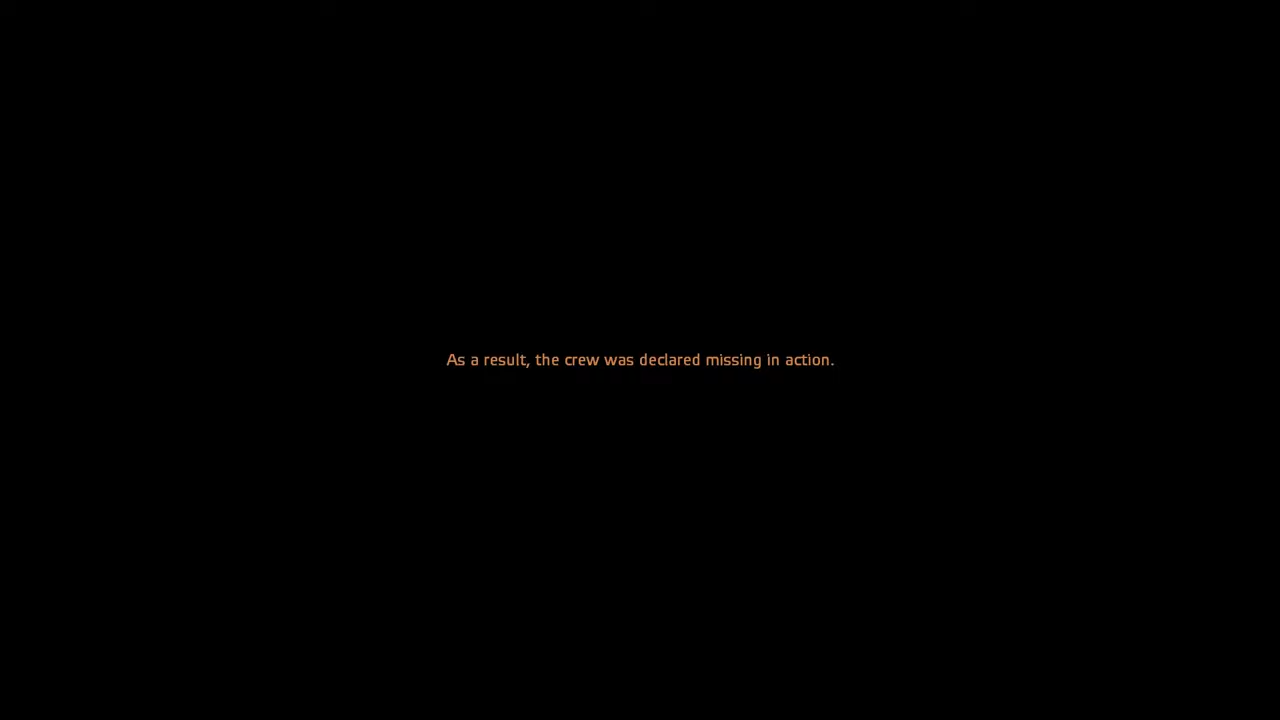 As a result, the crew was declared missing in action.